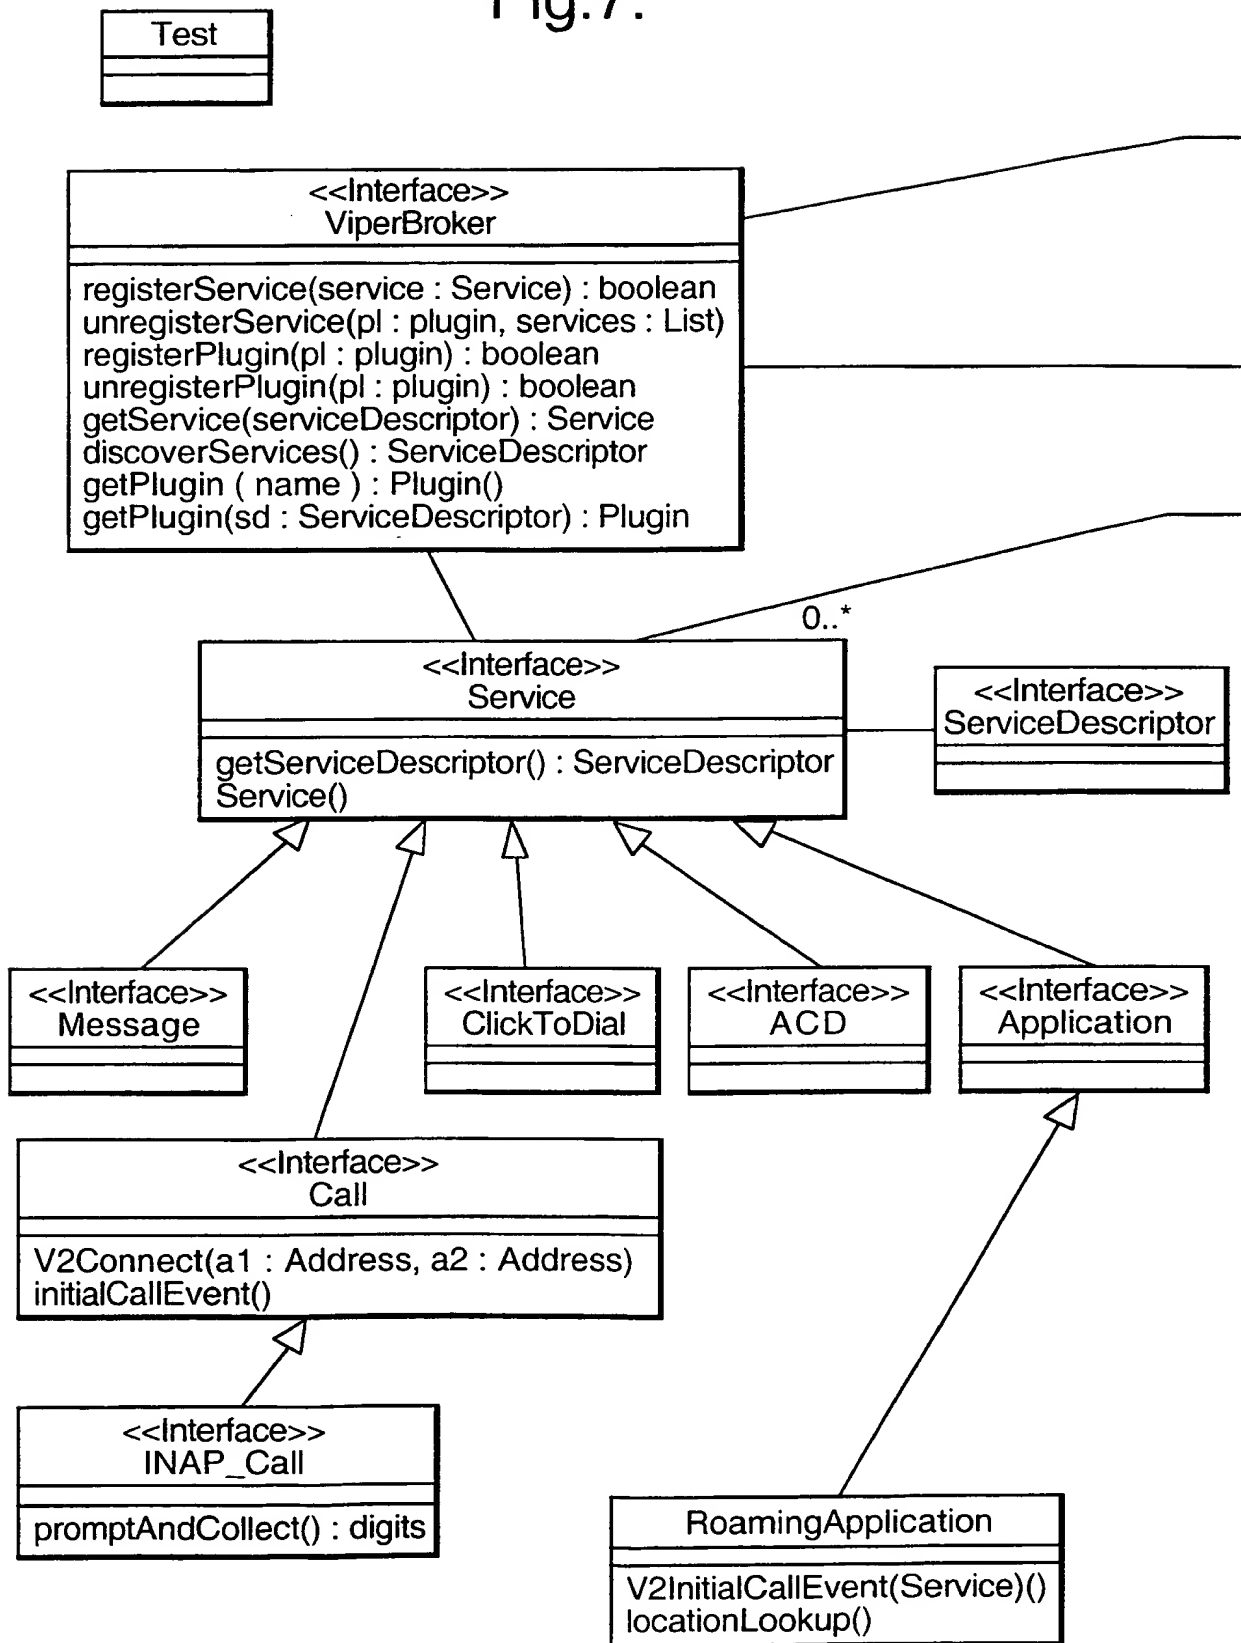 Fig.7.
Test
<<Interface>>
ViperBroker
registerService(service : Service) : boolean
unregisterService(pl : plugin, services : List)
registerPlugin(pl : plugin) : boolean
unregisterPlugin(pl : plugin) : boolean
getService(serviceDescriptor) : Service
discoverServices() : ServiceDescriptor
getPlugin ( name ) : Plugin()
getPlugin(sd : ServiceDescriptor) : Plugin
0..*
<<Interface>>
Service
getServiceDescriptor() : ServiceDescriptor
Service()
<<Interface>>
ServiceDescriptor
<<Interface>>
Message
<<Interface>>
ClickToDial
<<Interface>>
ACD
<<Interface>>
Application
<<Interface>>
Call
V2Connect(a1 : Address, a2 : Address)
initialCallEvent()
<<Interface>>
INAP_Call
promptAndCollect() : digits
RoamingApplication
V2InitialCallEvent(Service)()
locationLookup()